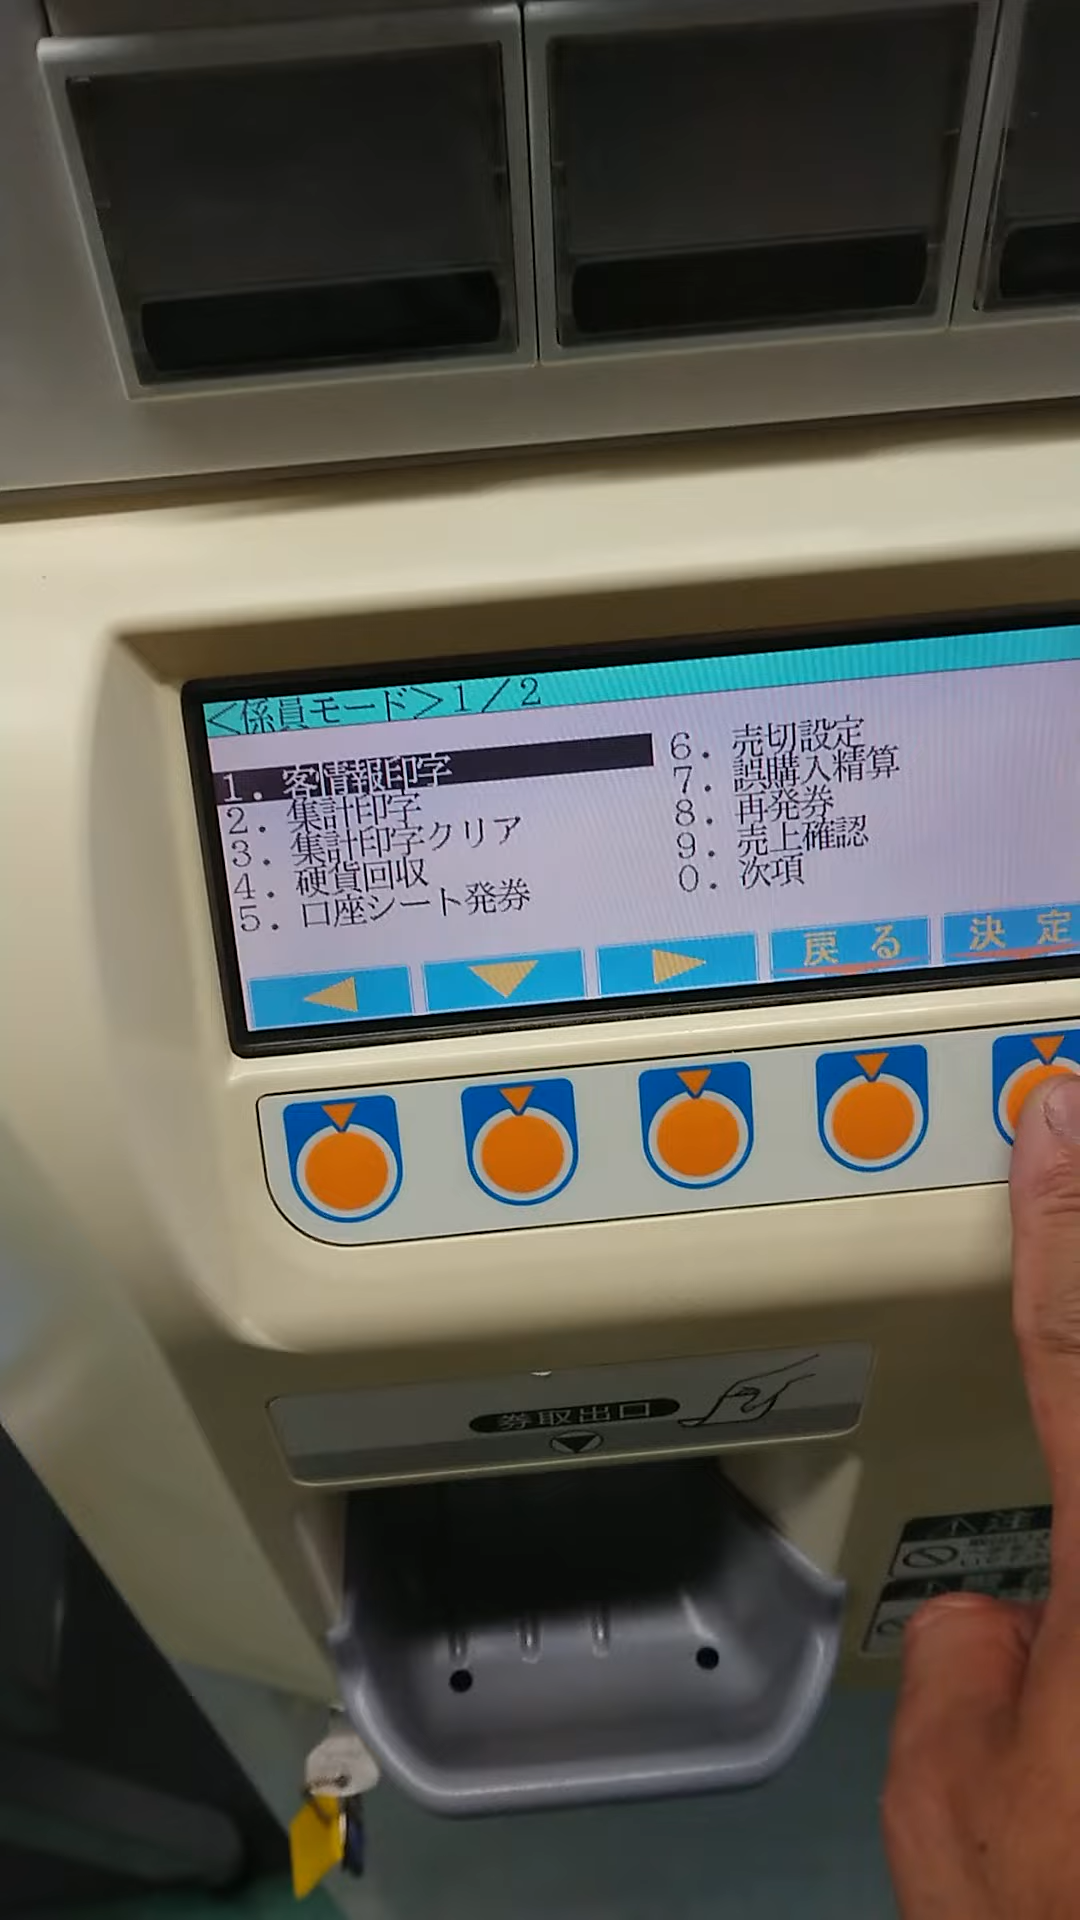 ＜係員モード＞１／２
１．客情報印字
２．集計印字
３．集計印字クリア
４．硬貨回収
５．口座シート発券
６．売切設定
７．誤購入精算
８．再発券
９．売上確認
０．次項
戻る
決定
券取出口